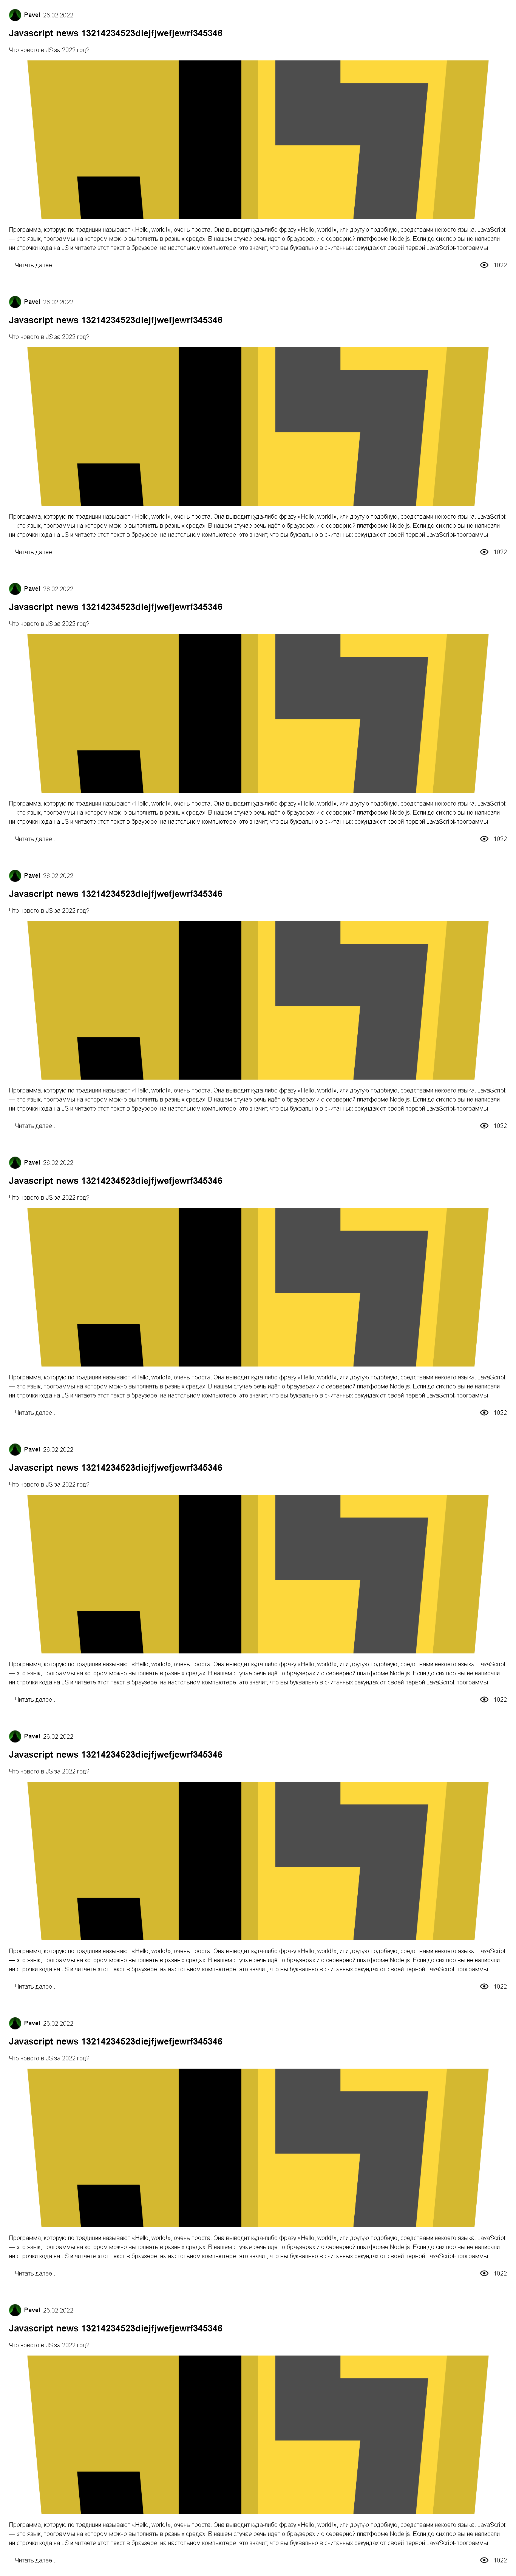 Pavel 26.02.2022
Javascript news 13214234523diejfjwefjewrf345346
Что нового в JS за 2022 год?
Программа, которую по традиции называют «Hello, world!», очень проста. Она выводит куда-либо фразу «Hello, world!», или другую подобную, средствами некоего языка. JavaScript
— это язык, программы на котором можно выполнять в разных средах. В нашем случае речь идёт о браузерах и о серверной платформе Node.js. Если до сих пор вы не написали
ни строчки кода на JS и читаете этот текст в браузере, на настольном компьютере, это значит, что вы буквально в считанных секундах от своей первой JavaScript-программы.
Читать далее... 1022
Pavel 26.02.2022
Javascript news 13214234523diejfjwefjewrf345346
Что нового в JS за 2022 год?
Программа, которую по традиции называют «Hello, world!», очень проста. Она выводит куда-либо фразу «Hello, world!», или другую подобную, средствами некоего языка. JavaScript
— это язык, программы на котором можно выполнять в разных средах. В нашем случае речь идёт о браузерах и о серверной платформе Node.js. Если до сих пор вы не написали
ни строчки кода на JS и читаете этот текст в браузере, на настольном компьютере, это значит, что вы буквально в считанных секундах от своей первой JavaScript-программы.
Читать далее... 1022
Pavel 26.02.2022
Javascript news 13214234523diejfjwefjewrf345346
Что нового в JS за 2022 год?
Программа, которую по традиции называют «Hello, world!», очень проста. Она выводит куда-либо фразу «Hello, world!», или другую подобную, средствами некоего языка. JavaScript
— это язык, программы на котором можно выполнять в разных средах. В нашем случае речь идёт о браузерах и о серверной платформе Node.js. Если до сих пор вы не написали
ни строчки кода на JS и читаете этот текст в браузере, на настольном компьютере, это значит, что вы буквально в считанных секундах от своей первой JavaScript-программы.
Читать далее... 1022
Pavel 26.02.2022
Javascript news 13214234523diejfjwefjewrf345346
Что нового в JS за 2022 год?
Программа, которую по традиции называют «Hello, world!», очень проста. Она выводит куда-либо фразу «Hello, world!», или другую подобную, средствами некоего языка. JavaScript
— это язык, программы на котором можно выполнять в разных средах. В нашем случае речь идёт о браузерах и о серверной платформе Node.js. Если до сих пор вы не написали
ни строчки кода на JS и читаете этот текст в браузере, на настольном компьютере, это значит, что вы буквально в считанных секундах от своей первой JavaScript-программы.
Читать далее... 1022
Pavel 26.02.2022
Javascript news 13214234523diejfjwefjewrf345346
Что нового в JS за 2022 год?
Программа, которую по традиции называют «Hello, world!», очень проста. Она выводит куда-либо фразу «Hello, world!», или другую подобную, средствами некоего языка. JavaScript
— это язык, программы на котором можно выполнять в разных средах. В нашем случае речь идёт о браузерах и о серверной платформе Node.js. Если до сих пор вы не написали
ни строчки кода на JS и читаете этот текст в браузере, на настольном компьютере, это значит, что вы буквально в считанных секундах от своей первой JavaScript-программы.
Читать далее... 1022
Pavel 26.02.2022
Javascript news 13214234523diejfjwefjewrf345346
Что нового в JS за 2022 год?
Программа, которую по традиции называют «Hello, world!», очень проста. Она выводит куда-либо фразу «Hello, world!», или другую подобную, средствами некоего языка. JavaScript
— это язык, программы на котором можно выполнять в разных средах. В нашем случае речь идёт о браузерах и о серверной платформе Node.js. Если до сих пор вы не написали
ни строчки кода на JS и читаете этот текст в браузере, на настольном компьютере, это значит, что вы буквально в считанных секундах от своей первой JavaScript-программы.
Читать далее... 1022
Pavel 26.02.2022
Javascript news 13214234523diejfjwefjewrf345346
Что нового в JS за 2022 год?
Программа, которую по традиции называют «Hello, world!», очень проста. Она выводит куда-либо фразу «Hello, world!», или другую подобную, средствами некоего языка. JavaScript
— это язык, программы на котором можно выполнять в разных средах. В нашем случае речь идёт о браузерах и о серверной платформе Node.js. Если до сих пор вы не написали
ни строчки кода на JS и читаете этот текст в браузере, на настольном компьютере, это значит, что вы буквально в считанных секундах от своей первой JavaScript-программы.
Читать далее... 1022
Pavel 26.02.2022
Javascript news 13214234523diejfjwefjewrf345346
Что нового в JS за 2022 год?
Программа, которую по традиции называют «Hello, world!», очень проста. Она выводит куда-либо фразу «Hello, world!», или другую подобную, средствами некоего языка. JavaScript
— это язык, программы на котором можно выполнять в разных средах. В нашем случае речь идёт о браузерах и о серверной платформе Node.js. Если до сих пор вы не написали
ни строчки кода на JS и читаете этот текст в браузере, на настольном компьютере, это значит, что вы буквально в считанных секундах от своей первой JavaScript-программы.
Читать далее... 1022
Pavel 26.02.2022
Javascript news 13214234523diejfjwefjewrf345346
Что нового в JS за 2022 год?
Программа, которую по традиции называют «Hello, world!», очень проста. Она выводит куда-либо фразу «Hello, world!», или другую подобную, средствами некоего языка. JavaScript
— это язык, программы на котором можно выполнять в разных средах. В нашем случае речь идёт о браузерах и о серверной платформе Node.js. Если до сих пор вы не написали
ни строчки кода на JS и читаете этот текст в браузере, на настольном компьютере, это значит, что вы буквально в считанных секундах от своей первой JavaScript-программы.
Читать далее... 1022